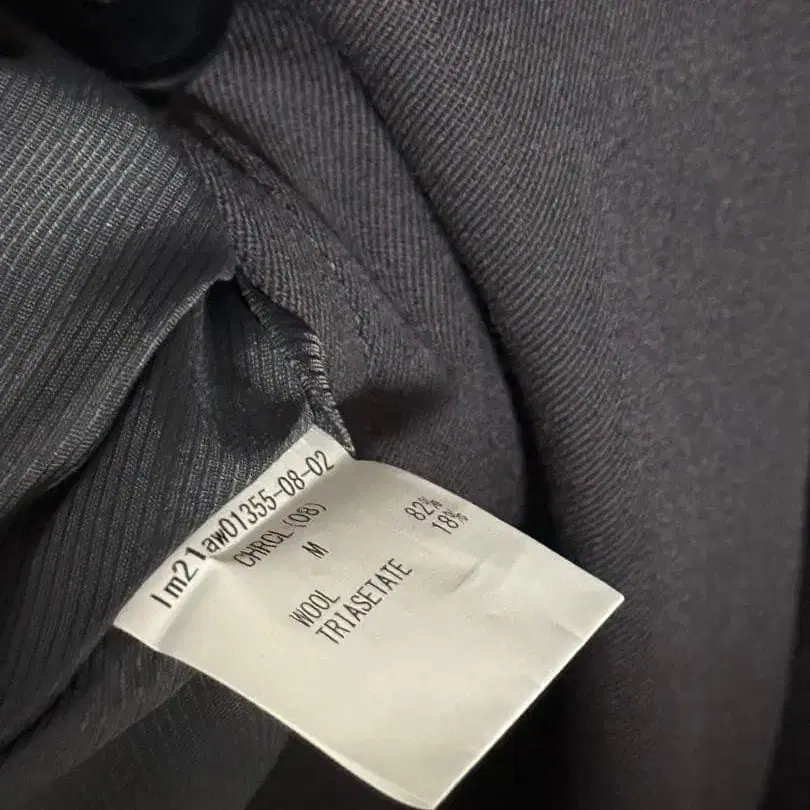 lm21aw01355-08-02
CHRCL(08)
M
WOOL 82%
TRIASETATE 18%